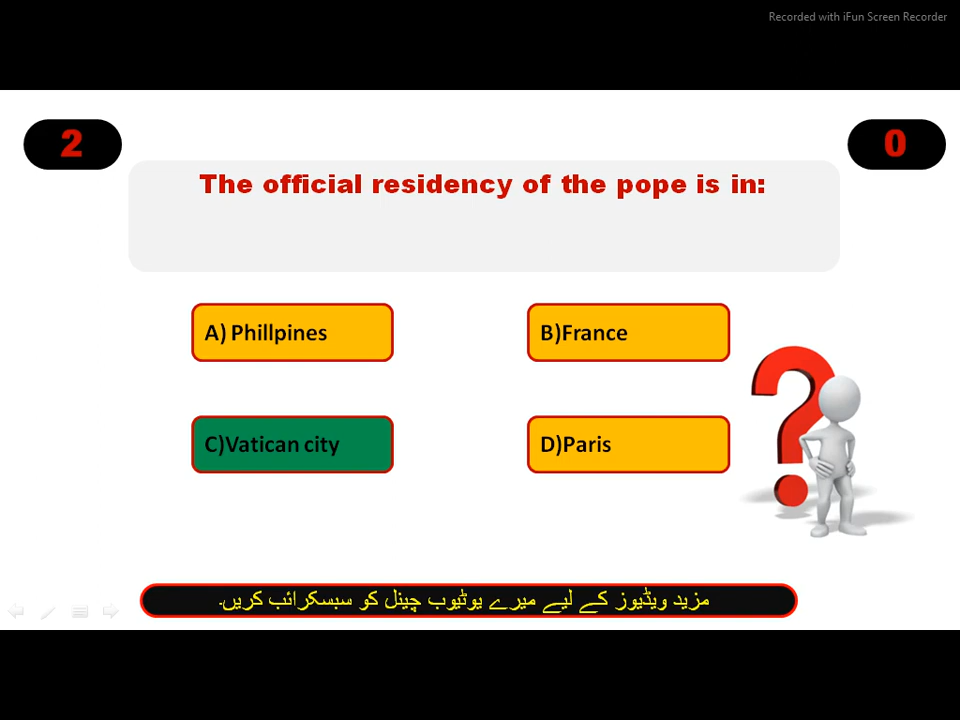 Recorded with iFun Screen Recorder
2
0
The official residency of the pope is in:
A) Phillpines
B)France
C)Vatican city
D)Paris
مزید ویڈیوز کے لیے میرے یوٹیوب چینل کو سبسکرائب کریں۔